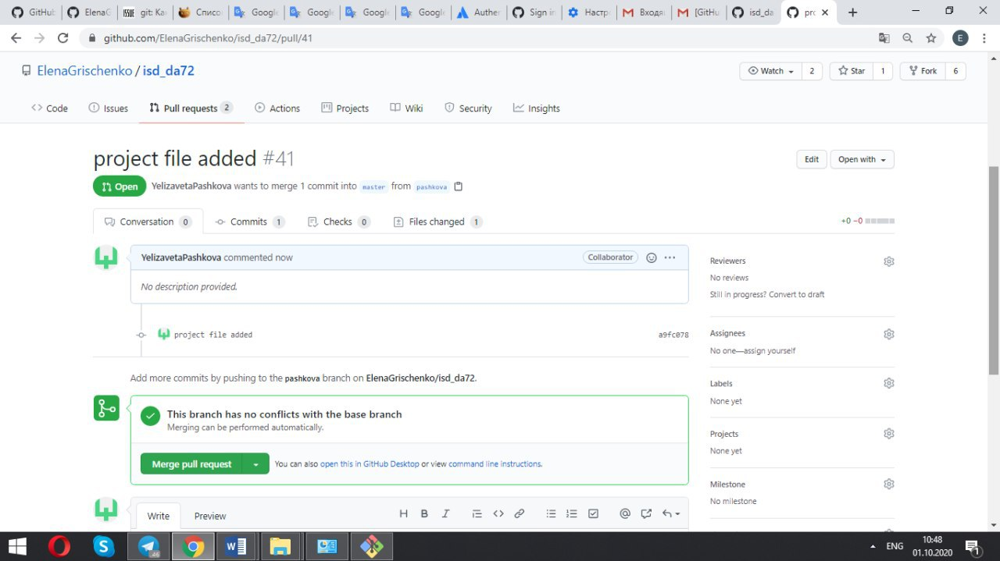 GitHub
ElenaG
ISSUE git: Ка
Списо
Google
Google
Google
Google
Auther
Sign in
Настр
Входя
[GitHu
isd_da
pro
github.com/ElenaGrischenko/isd_da72/pull/41
E
ElenaGrischenko / isd_da72
Watch 2
Star 1
Fork 6
Code
Issues
Pull requests 2
Actions
Projects
Wiki
Security
Insights
project file added #41
Edit
Open with
Open YelizavetaPashkova wants to merge 1 commit into master from pashkova
Conversation 0
Commits 1
Checks 0
Files changed 1
+0 −0
YelizavetaPashkova commented now
Collaborator
No description provided.
project file added
a9fc078
Add more commits by pushing to the pashkova branch on ElenaGrischenko/isd_da72.
This branch has no conflicts with the base branch
Merging can be performed automatically.
Merge pull request
You can also open this in GitHub Desktop or view command line instructions.
Write
Preview
H B I
Reviewers
No reviews
Still in progress? Convert to draft
Assignees
No one—assign yourself
Labels
None yet
Projects
None yet
Milestone
No milestone
46
ENG
10:48
01.10.2020
1